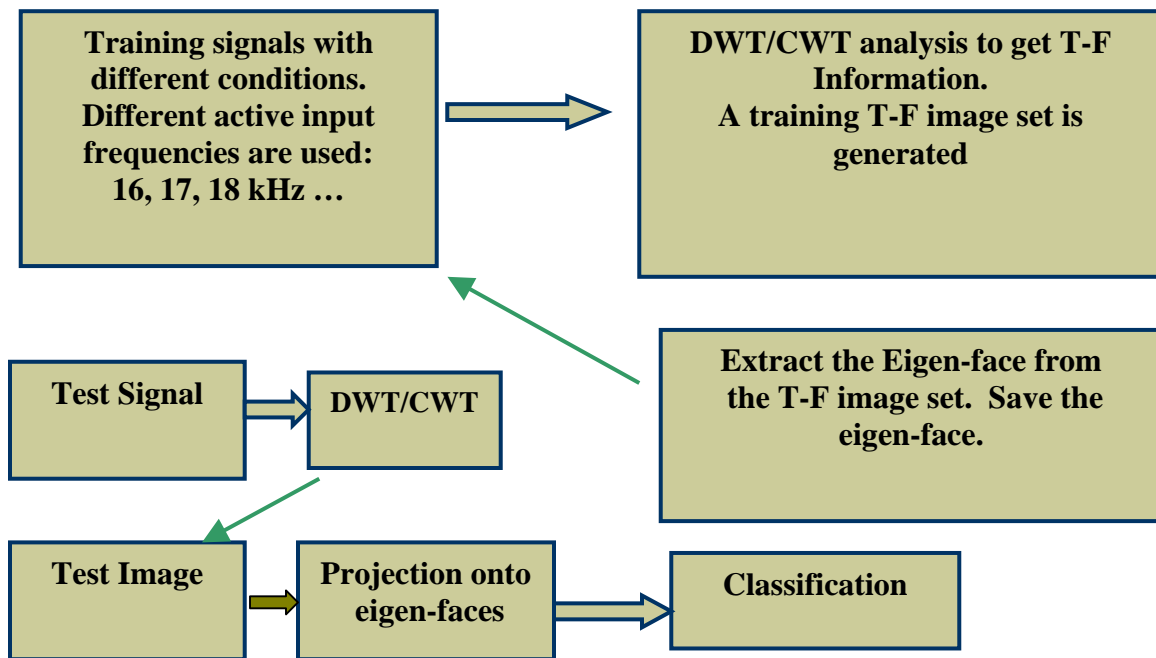 Training signals with
different conditions.
Different active input
frequencies are used:
16, 17, 18 kHz …
DWT/CWT analysis to get T-F
Information.
A training T-F image set is
generated
Extract the Eigen-face from
the T-F image set. Save the
eigen-face.
Test Signal
DWT/CWT
Test Image
Projection onto
eigen-faces
Classification